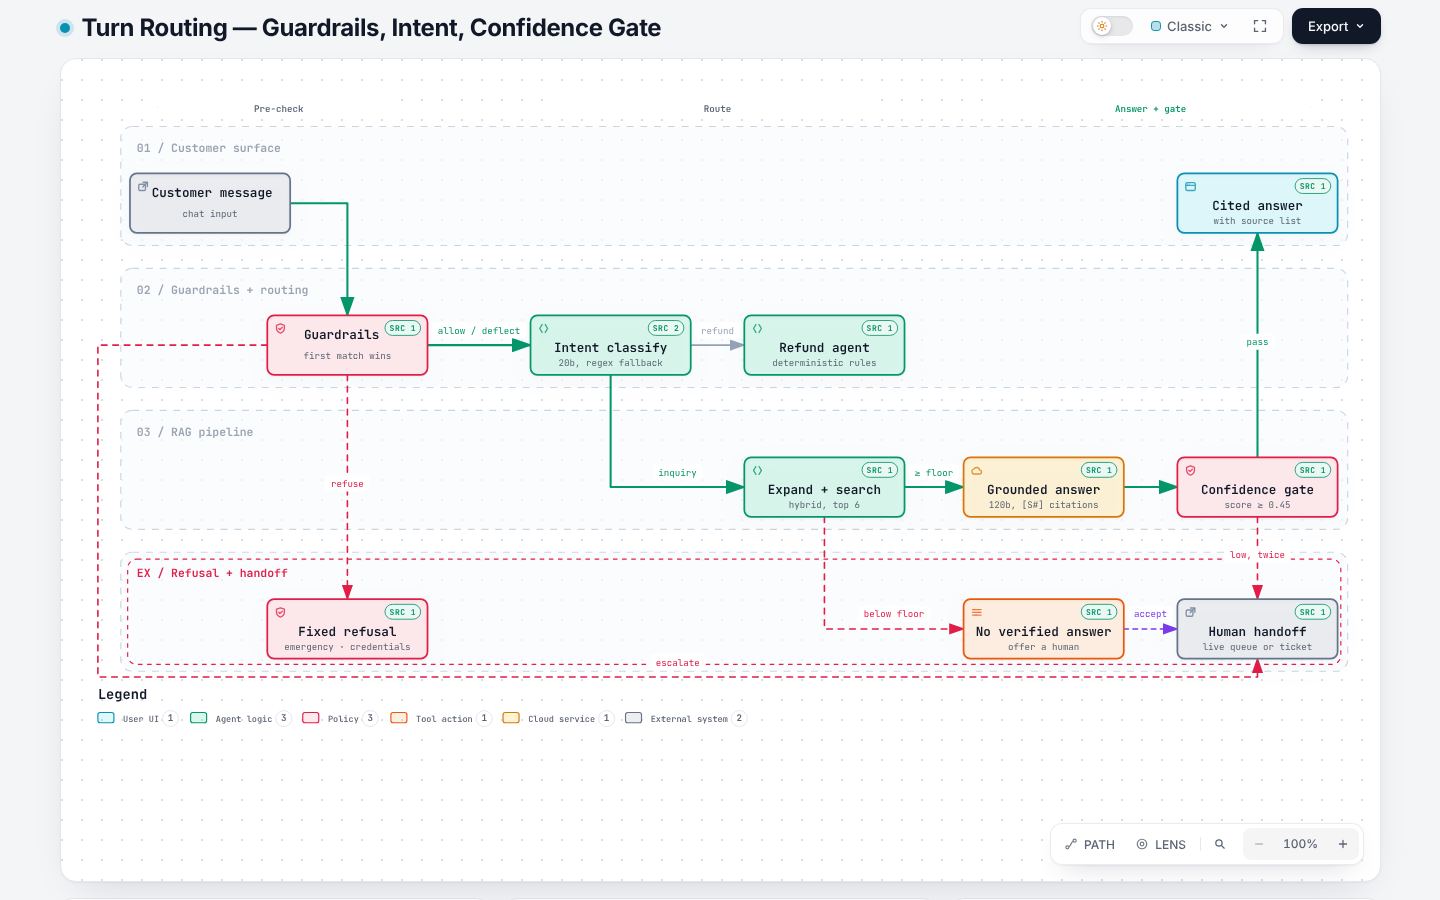 Turn Routing — Guardrails, Intent, Confidence Gate
Classic
Export
Pre-check
Route
Answer + gate
01 / Customer surface
Customer message
chat input
SRC 1
Cited answer
with source list
02 / Guardrails + routing
SRC 1
Guardrails
first match wins
allow / deflect
SRC 2
Intent classify
20b, regex fallback
refund
SRC 1
Refund agent
deterministic rules
pass
03 / RAG pipeline
refuse
inquiry
SRC 1
Expand + search
hybrid, top 6
≥ floor
SRC 1
Grounded answer
120b, [S#] citations
SRC 1
Confidence gate
score ≥ 0.45
low, twice
EX / Refusal + handoff
SRC 1
Fixed refusal
emergency · credentials
below floor
SRC 1
No verified answer
offer a human
accept
SRC 1
Human handoff
live queue or ticket
escalate
Legend
User UI 1
Agent logic 3
Policy 3
Tool action 1
Cloud service 1
External system 2
PATH
LENS
100%